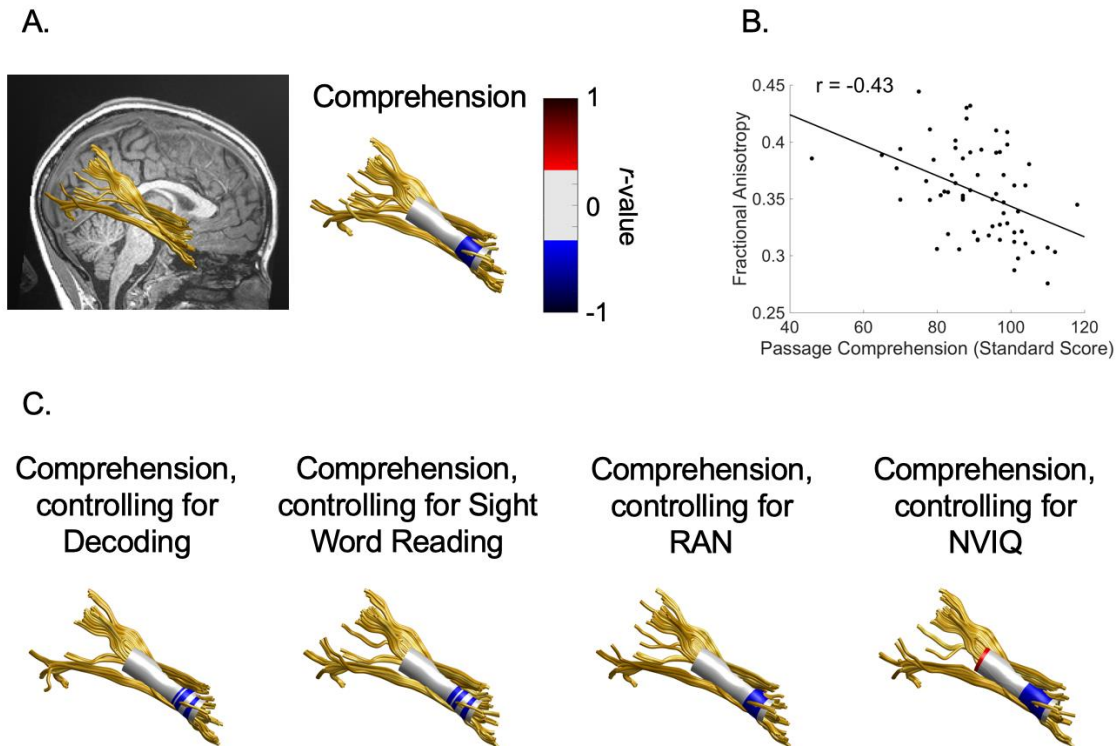 A.
Comprehension
1
0
-1
r-value
B.
r = -0.43
0.45
0.4
0.35
0.3
0.25
40
60
80
100
120
Fractional Anisotropy
Passage Comprehension (Standard Score)
C.
Comprehension,
controlling for
Decoding
Comprehension,
controlling for Sight
Word Reading
Comprehension,
controlling for
RAN
Comprehension,
controlling for
NVIQ